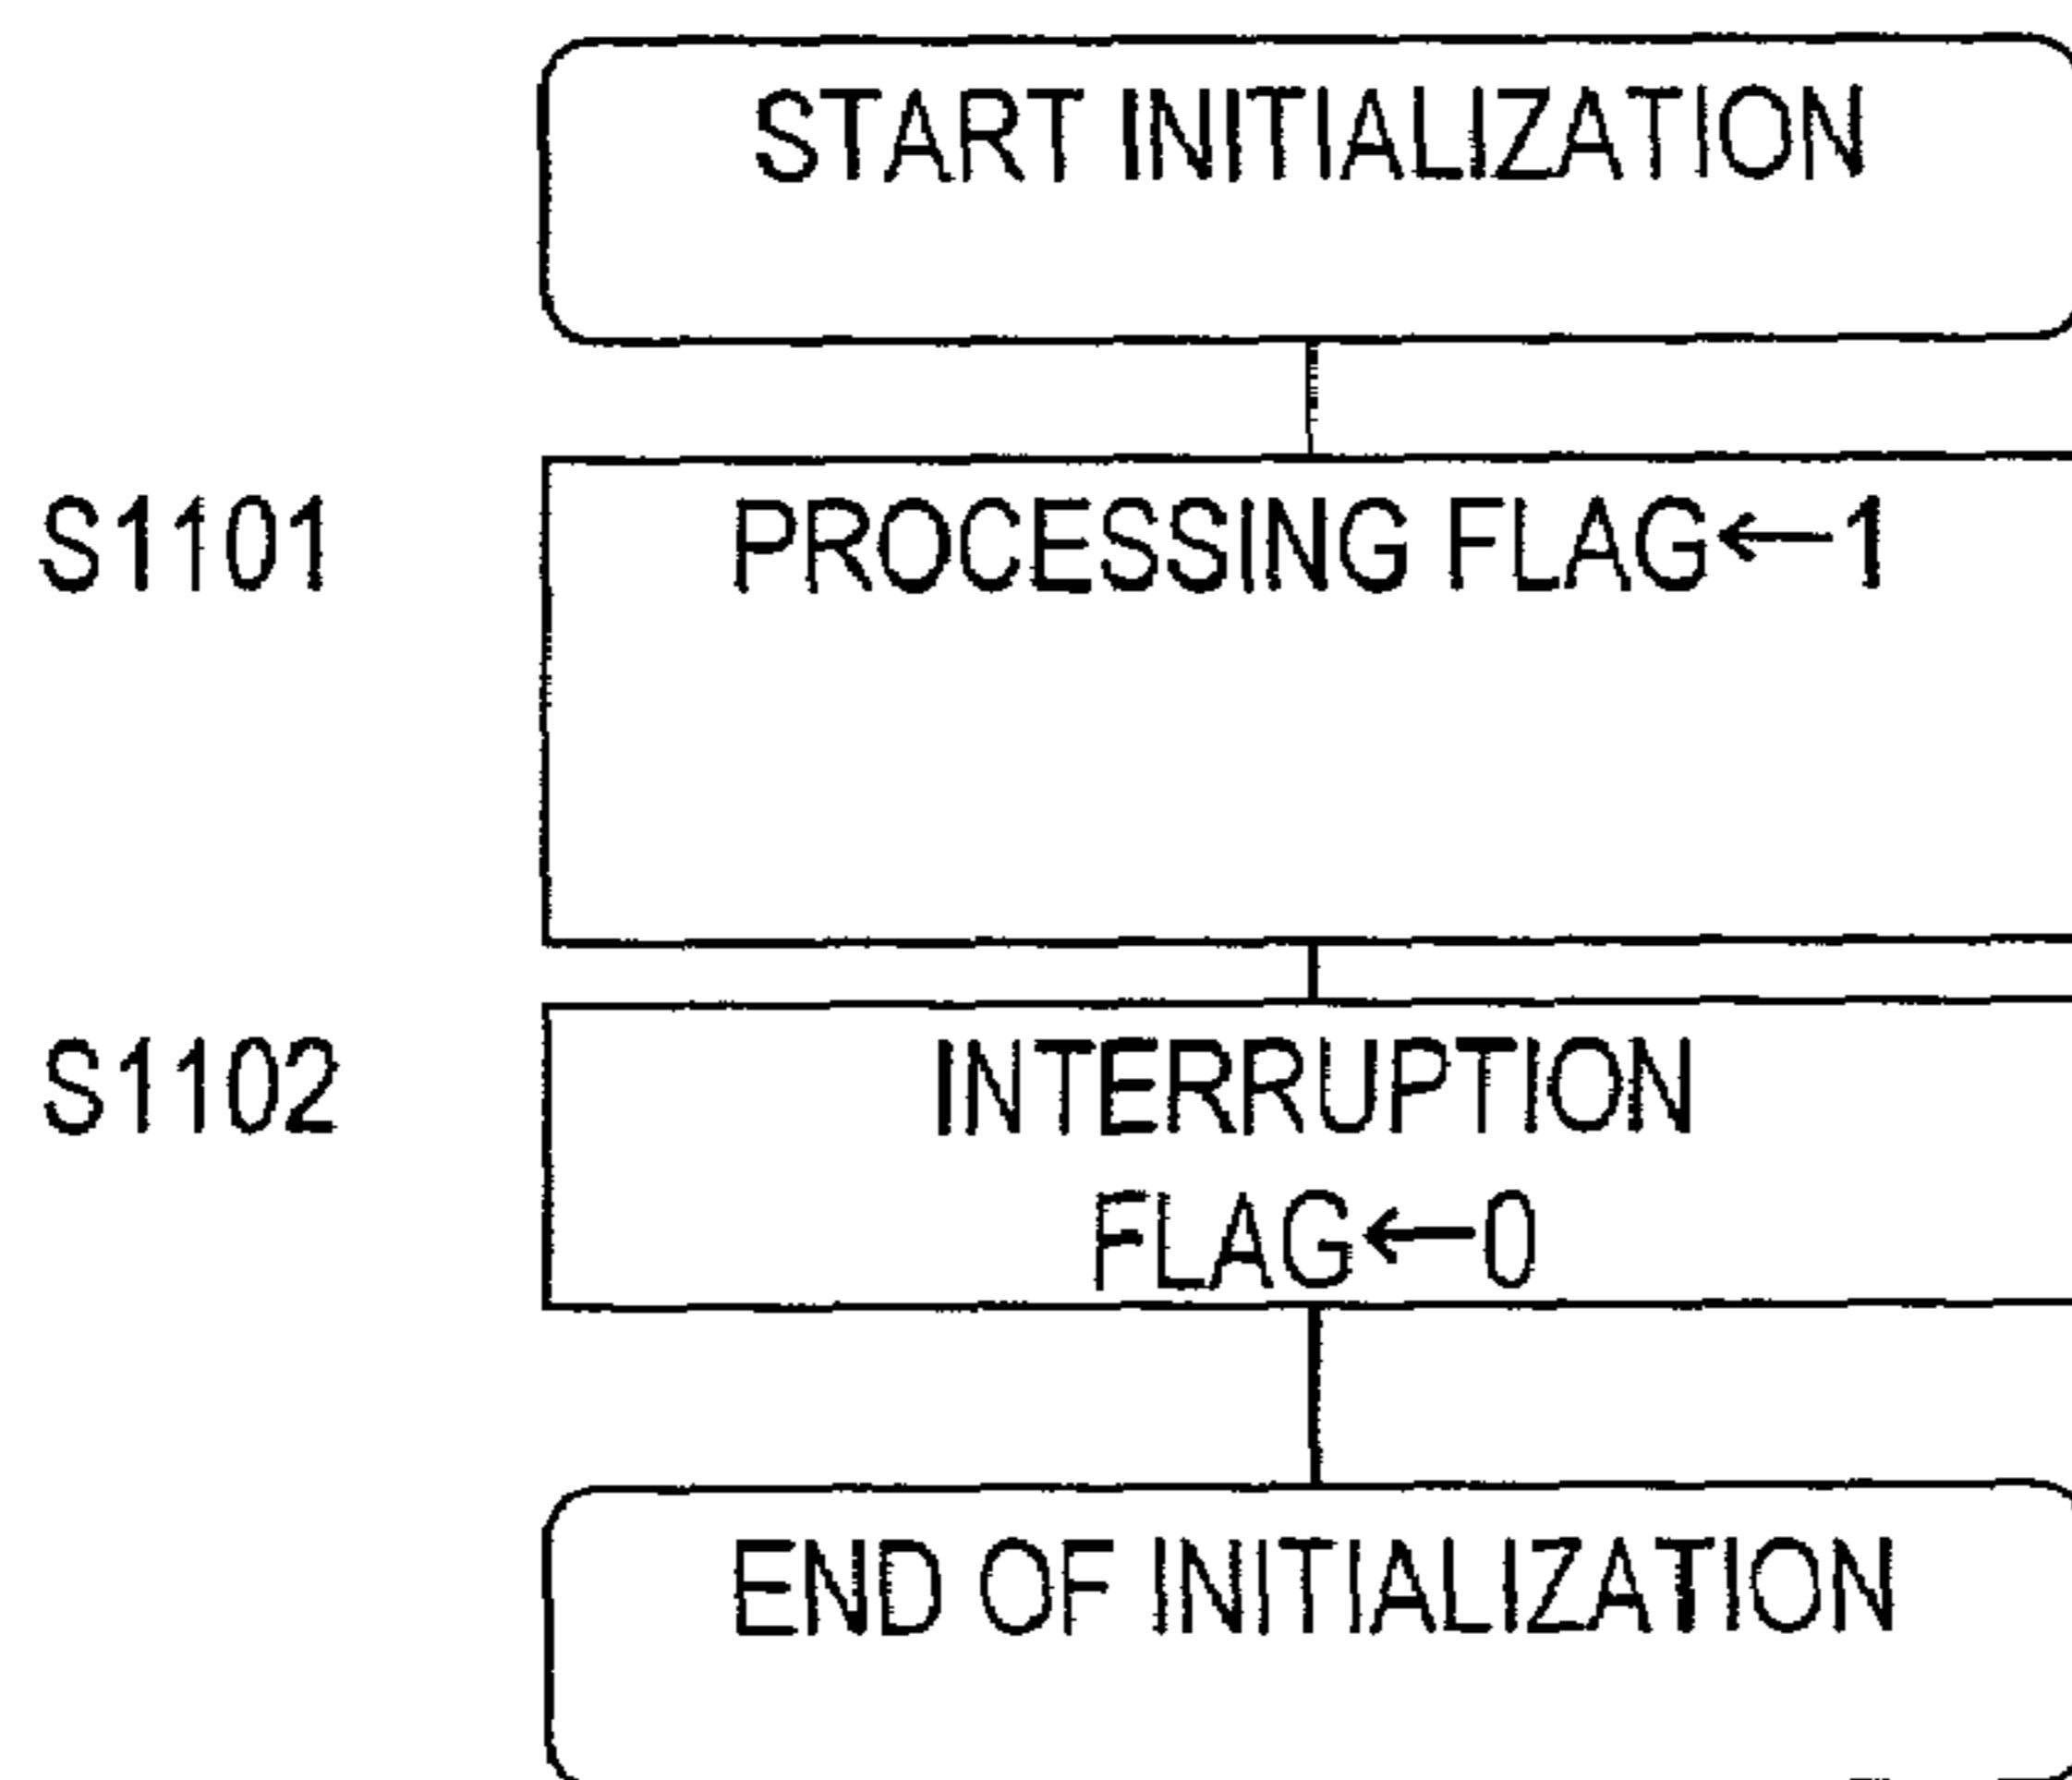 START INITIALIZATION
S1101
PROCESSING FLAG←1
S1102
INTERRUPTION
FLAG←0
END OF INITIALIZATION